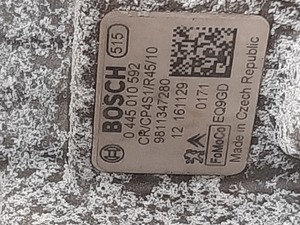 BOSCH 515
0 445 010 592
CR/CP4S1/R45/10
9811347280
12 161129 0171
FoMoCo EQ9GD
Made in Czech Republic